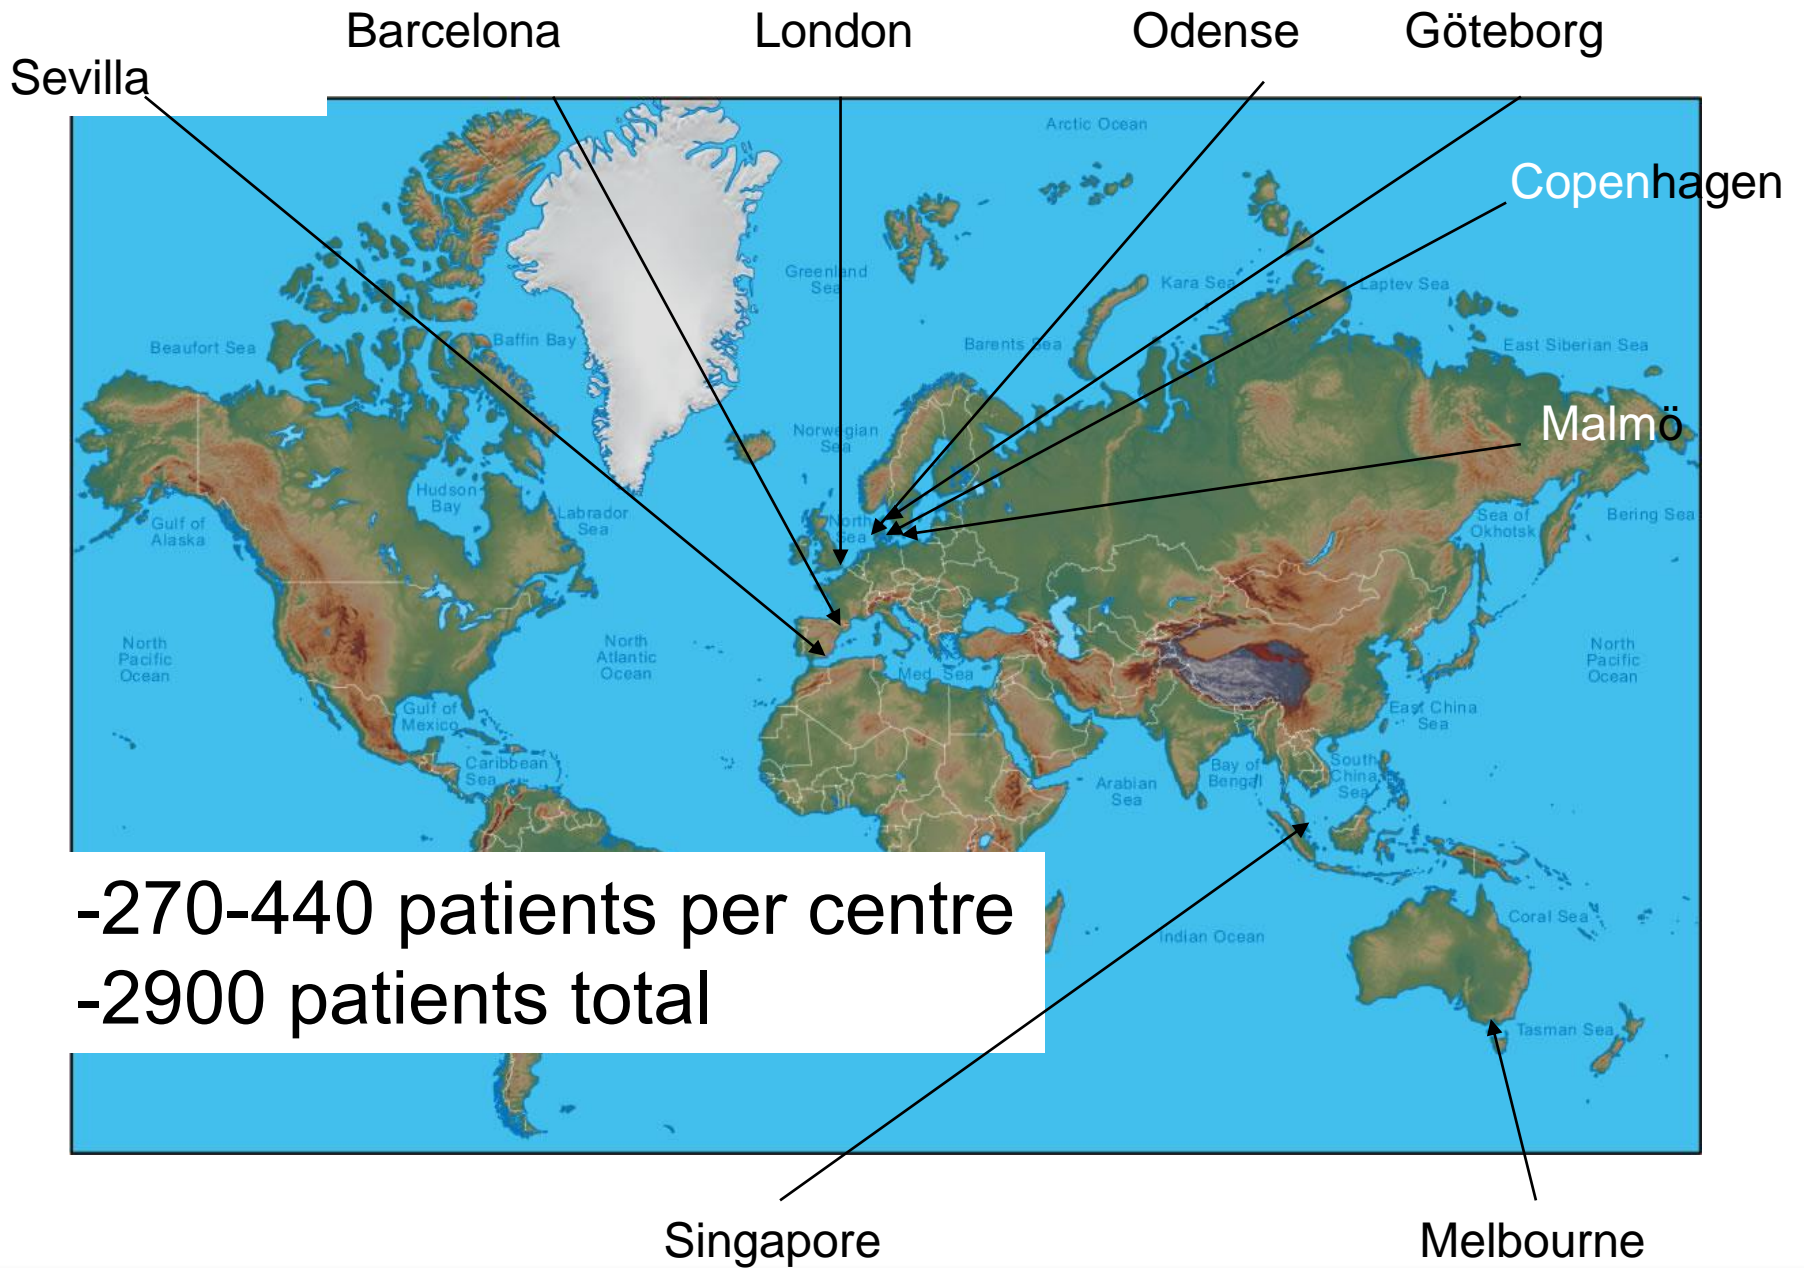 Barcelona
London
Odense
Göteborg
Sevilla
Arctic Ocean
Copenhagen
Greenland
Sea
Kara Sea
Laptev Sea
Beaufort Sea
Baffin Bay
Barents Sea
East Siberian Sea
Malmö
Norwegian
Sea
Hudson
Bay
Gulf of
Alaska
Labrador
Sea
North
Sea
Sea of
Okhotsk
Bering Sea
North
Pacific
Ocean
North
Atlantic
Ocean
Med. Sea
North
Pacific
Ocean
Gulf of
Mexico
East China
Sea
Caribbean
Sea
Arabian
Sea
Bay of
Bengal
South
China
Sea
-270-440 patients per centre
-2900 patients total
Indian Ocean
Coral Sea
Tasman Sea
Singapore
Melbourne